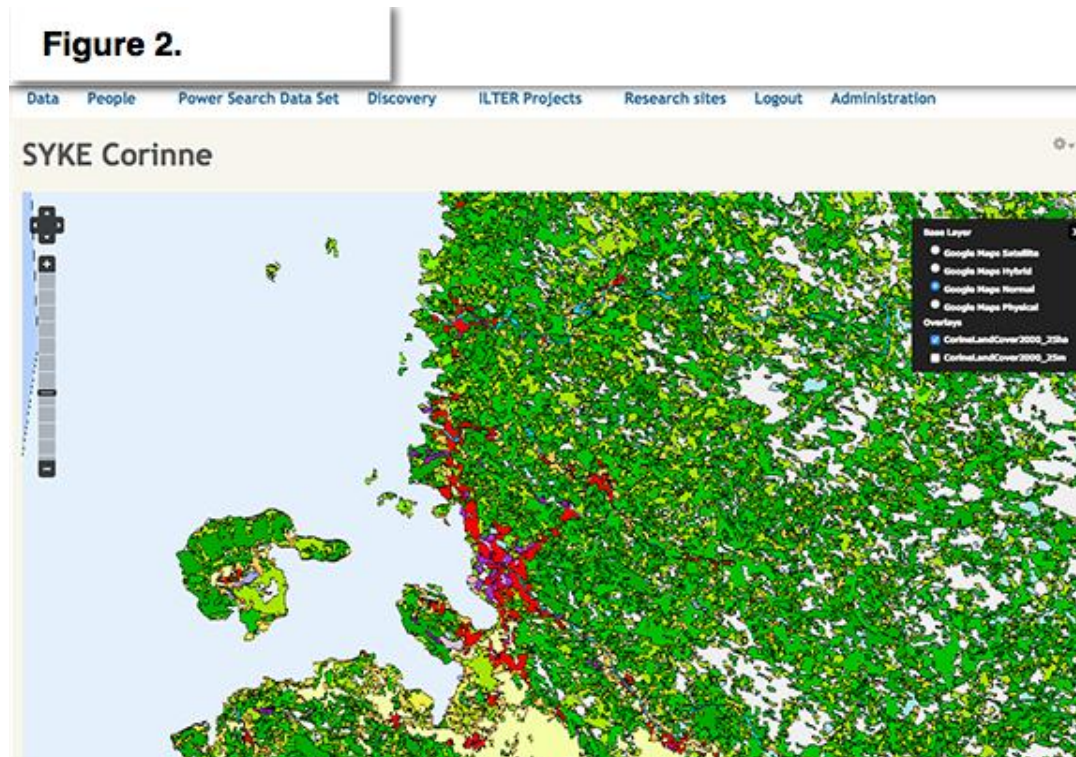 Figure 2.
Data People Power Search Data Set Discovery ILTER Projects Research sites Logout Administration
SYKE Corinne
Base Layer
Google Maps Satellite
Google Maps Hybrid
Google Maps Normal
Google Maps Physical
Overlays
CorineLandCover2000_25ha
CorineLandCover2000_25m